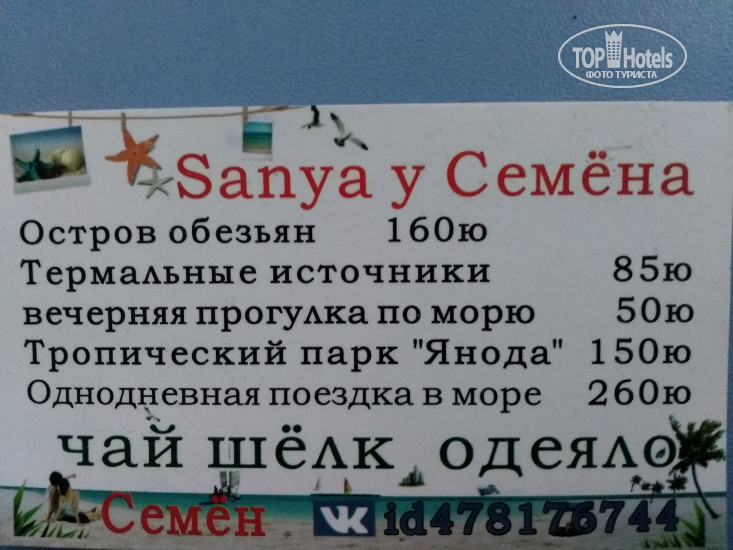 TOP Hotels
ФОТО ТУРИСТА
Sanya у Семёна
Остров обезьян 160ю
Термальные источники 85ю
вечерняя прогулка по морю 50ю
Тропический парк "Янода" 150ю
Однодневная поездка в море 260ю
чай шёлк одеяло
Семён VK id478176744